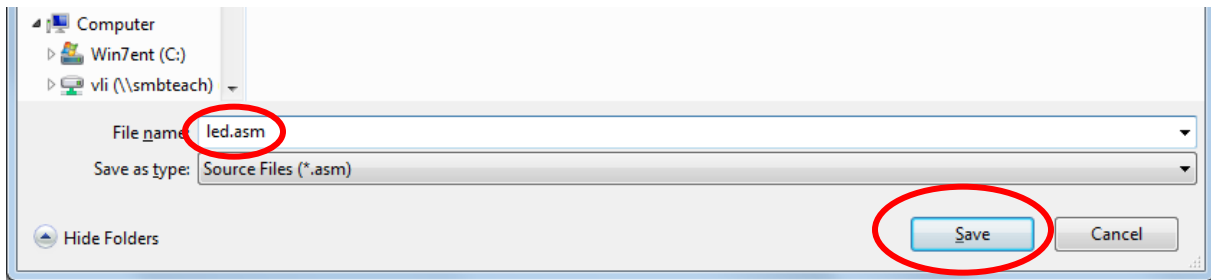 Computer
Win7ent (C:)
vli (\\smbteach)
File name: led.asm
Save as type: Source Files (*.asm)
Hide Folders
Save
Cancel